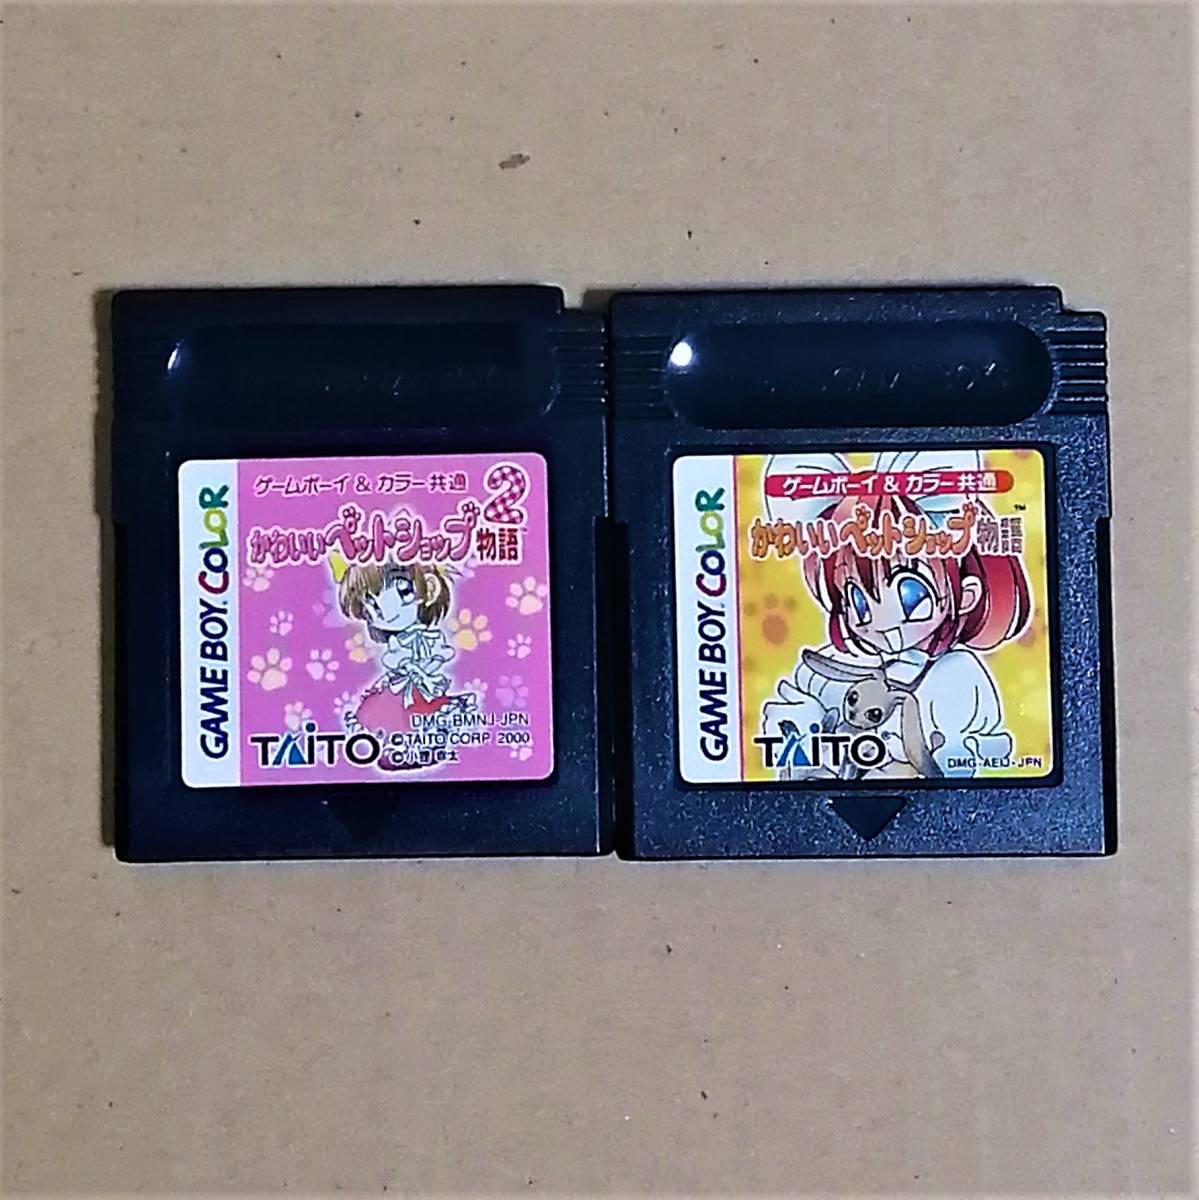 GAME BOY COLOR
ゲームボーイ & カラー共通
かわいいペットショップ物語2
DMG-BMNJ-JPN
TAITO
©TAITO CORP 2000
GAME BOY COLOR
ゲームボーイ & カラー共通
かわいいペットショップ物語™
TAITO
DMG-AEIJ-JPN